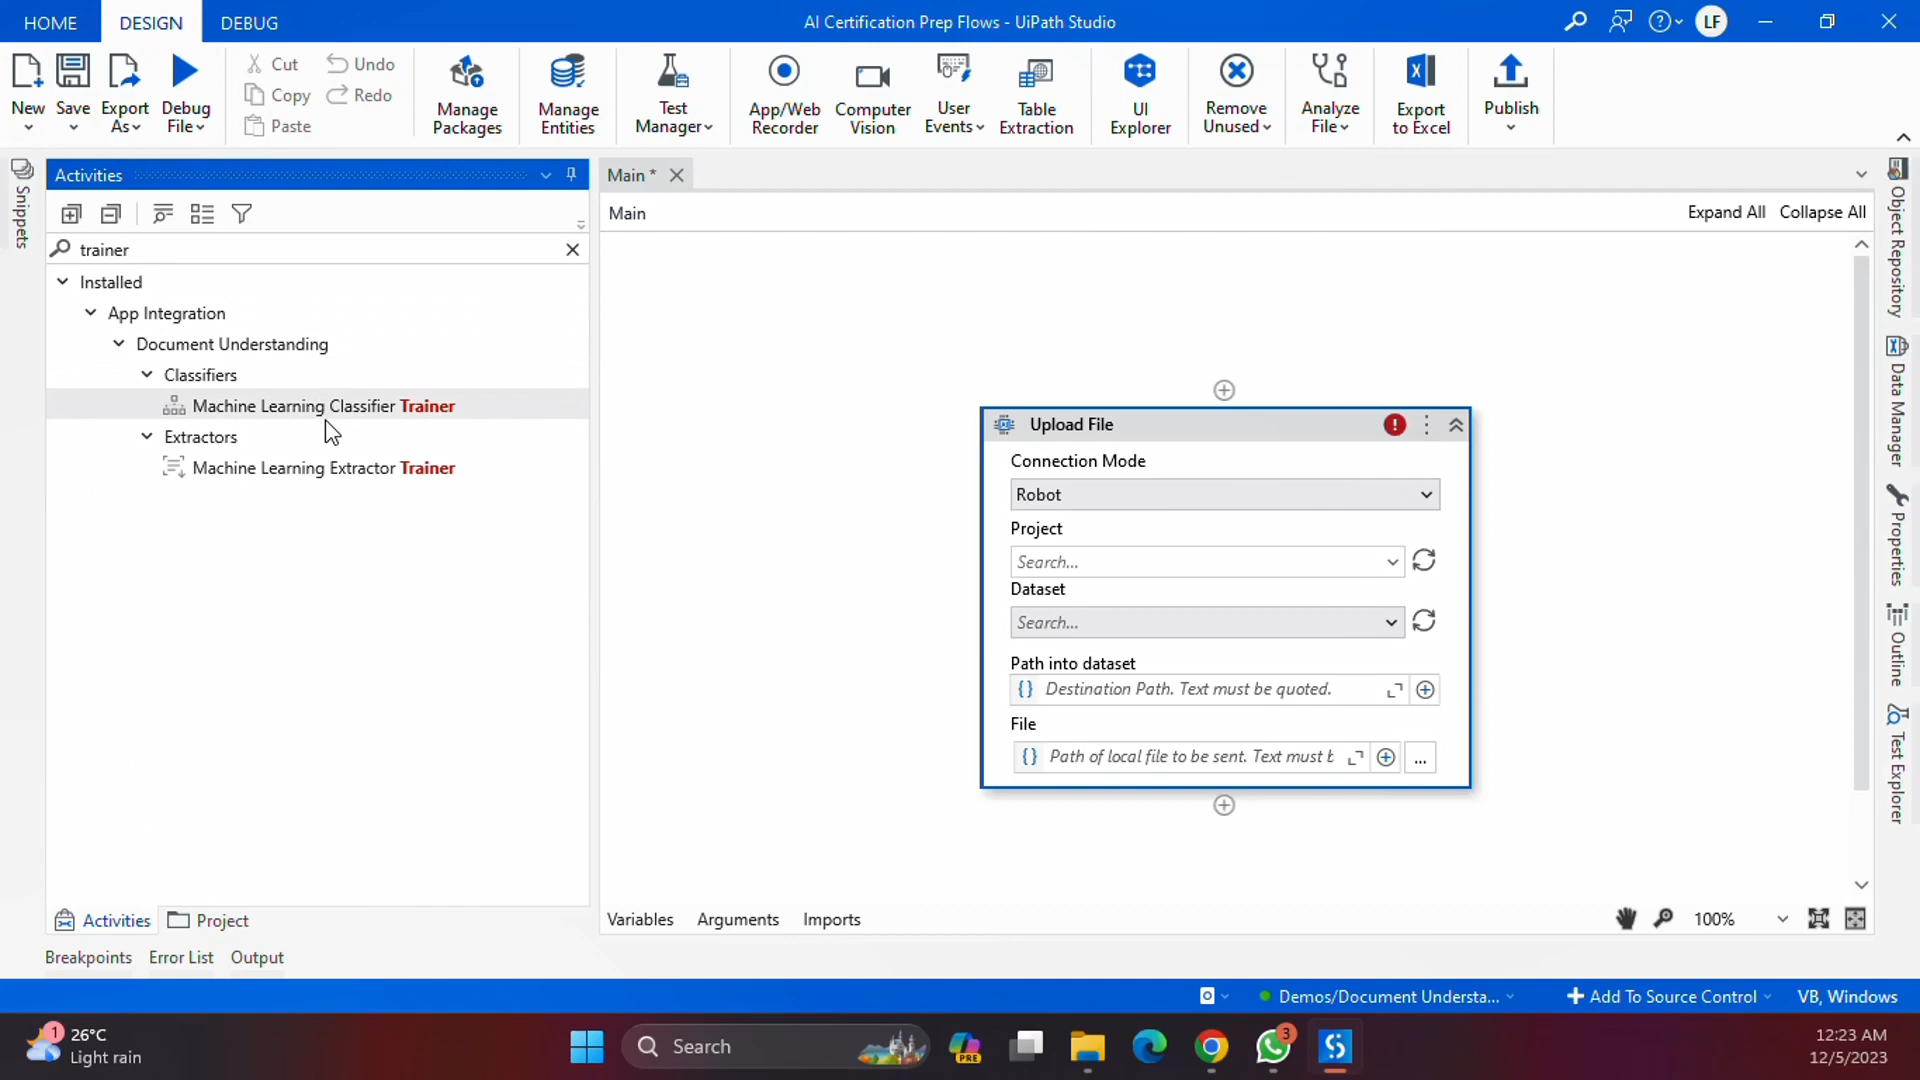 HOME
DESIGN
DEBUG
AI Certification Prep Flows - UiPath Studio
LF
New
Save
Export As
Debug File
Cut
Copy
Paste
Undo
Redo
Manage Packages
Manage Entities
Test Manager
App/Web Recorder
Computer Vision
User Events
Table Extraction
UI Explorer
Remove Unused
Analyze File
Export to Excel
Publish
Snippets
Activities
trainer
Installed
App Integration
Document Understanding
Classifiers
Machine Learning Classifier Trainer
Extractors
Machine Learning Extractor Trainer
Main *
Main
Expand All
Collapse All
Upload File
Connection Mode
Robot
Project
Search...
Dataset
Search...
Path into dataset
Destination Path. Text must be quoted.
File
Path of local file to be sent. Text must b
...
Object Repository
Data Manager
Properties
Outline
Test Explorer
Activities
Project
Variables
Arguments
Imports
100%
Breakpoints
Error List
Output
Demos/Document Understa...
Add To Source Control
VB, Windows
1
26°C
Light rain
Search
PRE
3
12:23 AM
12/5/2023